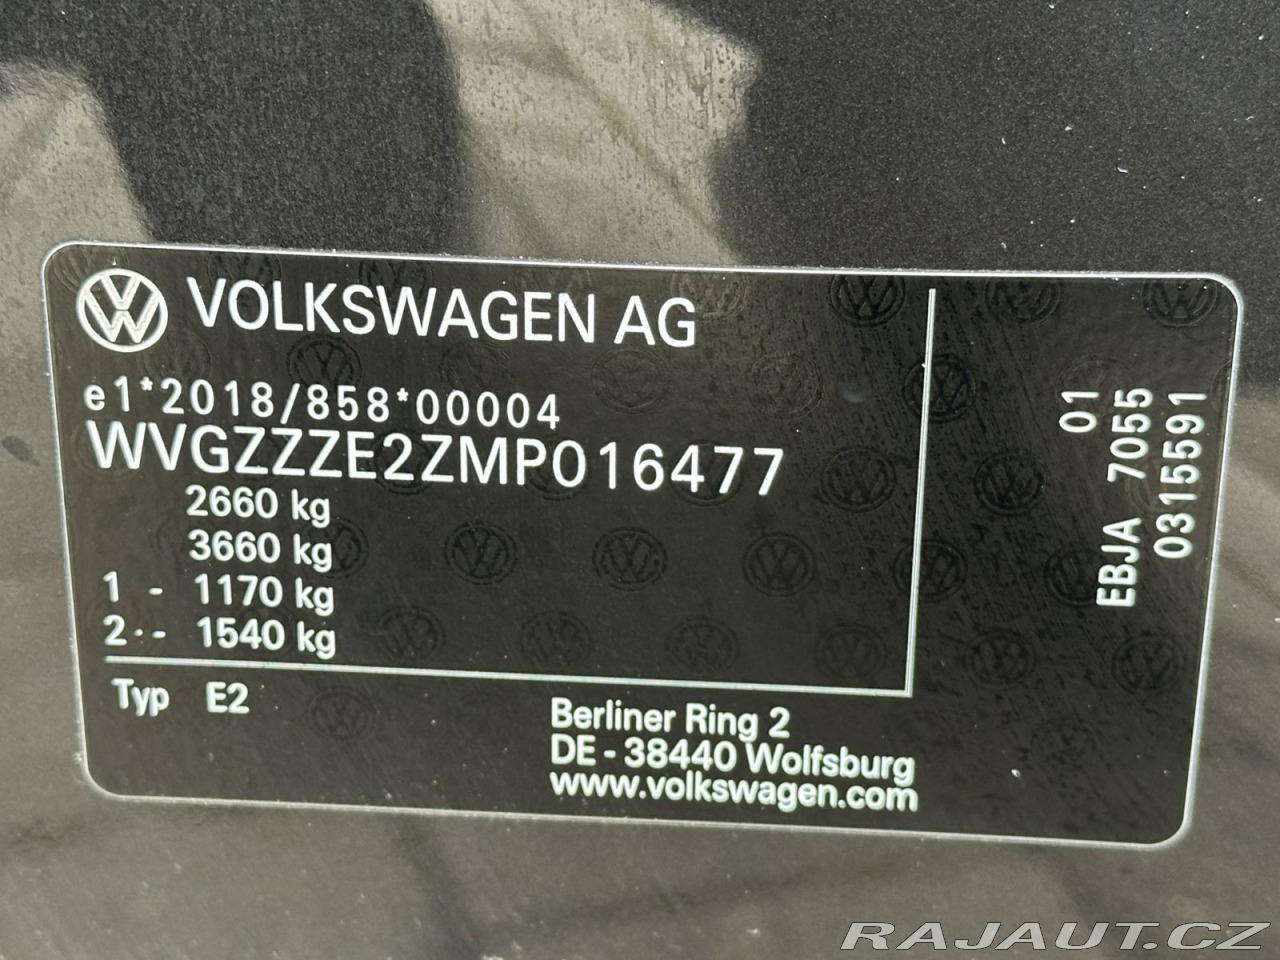 VOLKSWAGEN AG
e1*2018/858*00004
WVGZZZE2ZMP016477
2660 kg
3660 kg
1 - 1170 kg
2 - 1540 kg
Typ E2
Berliner Ring 2
DE - 38440 Wolfsburg
www.volkswagen.com
01
EBJA 7055
0315591
RAJAUT.CZ